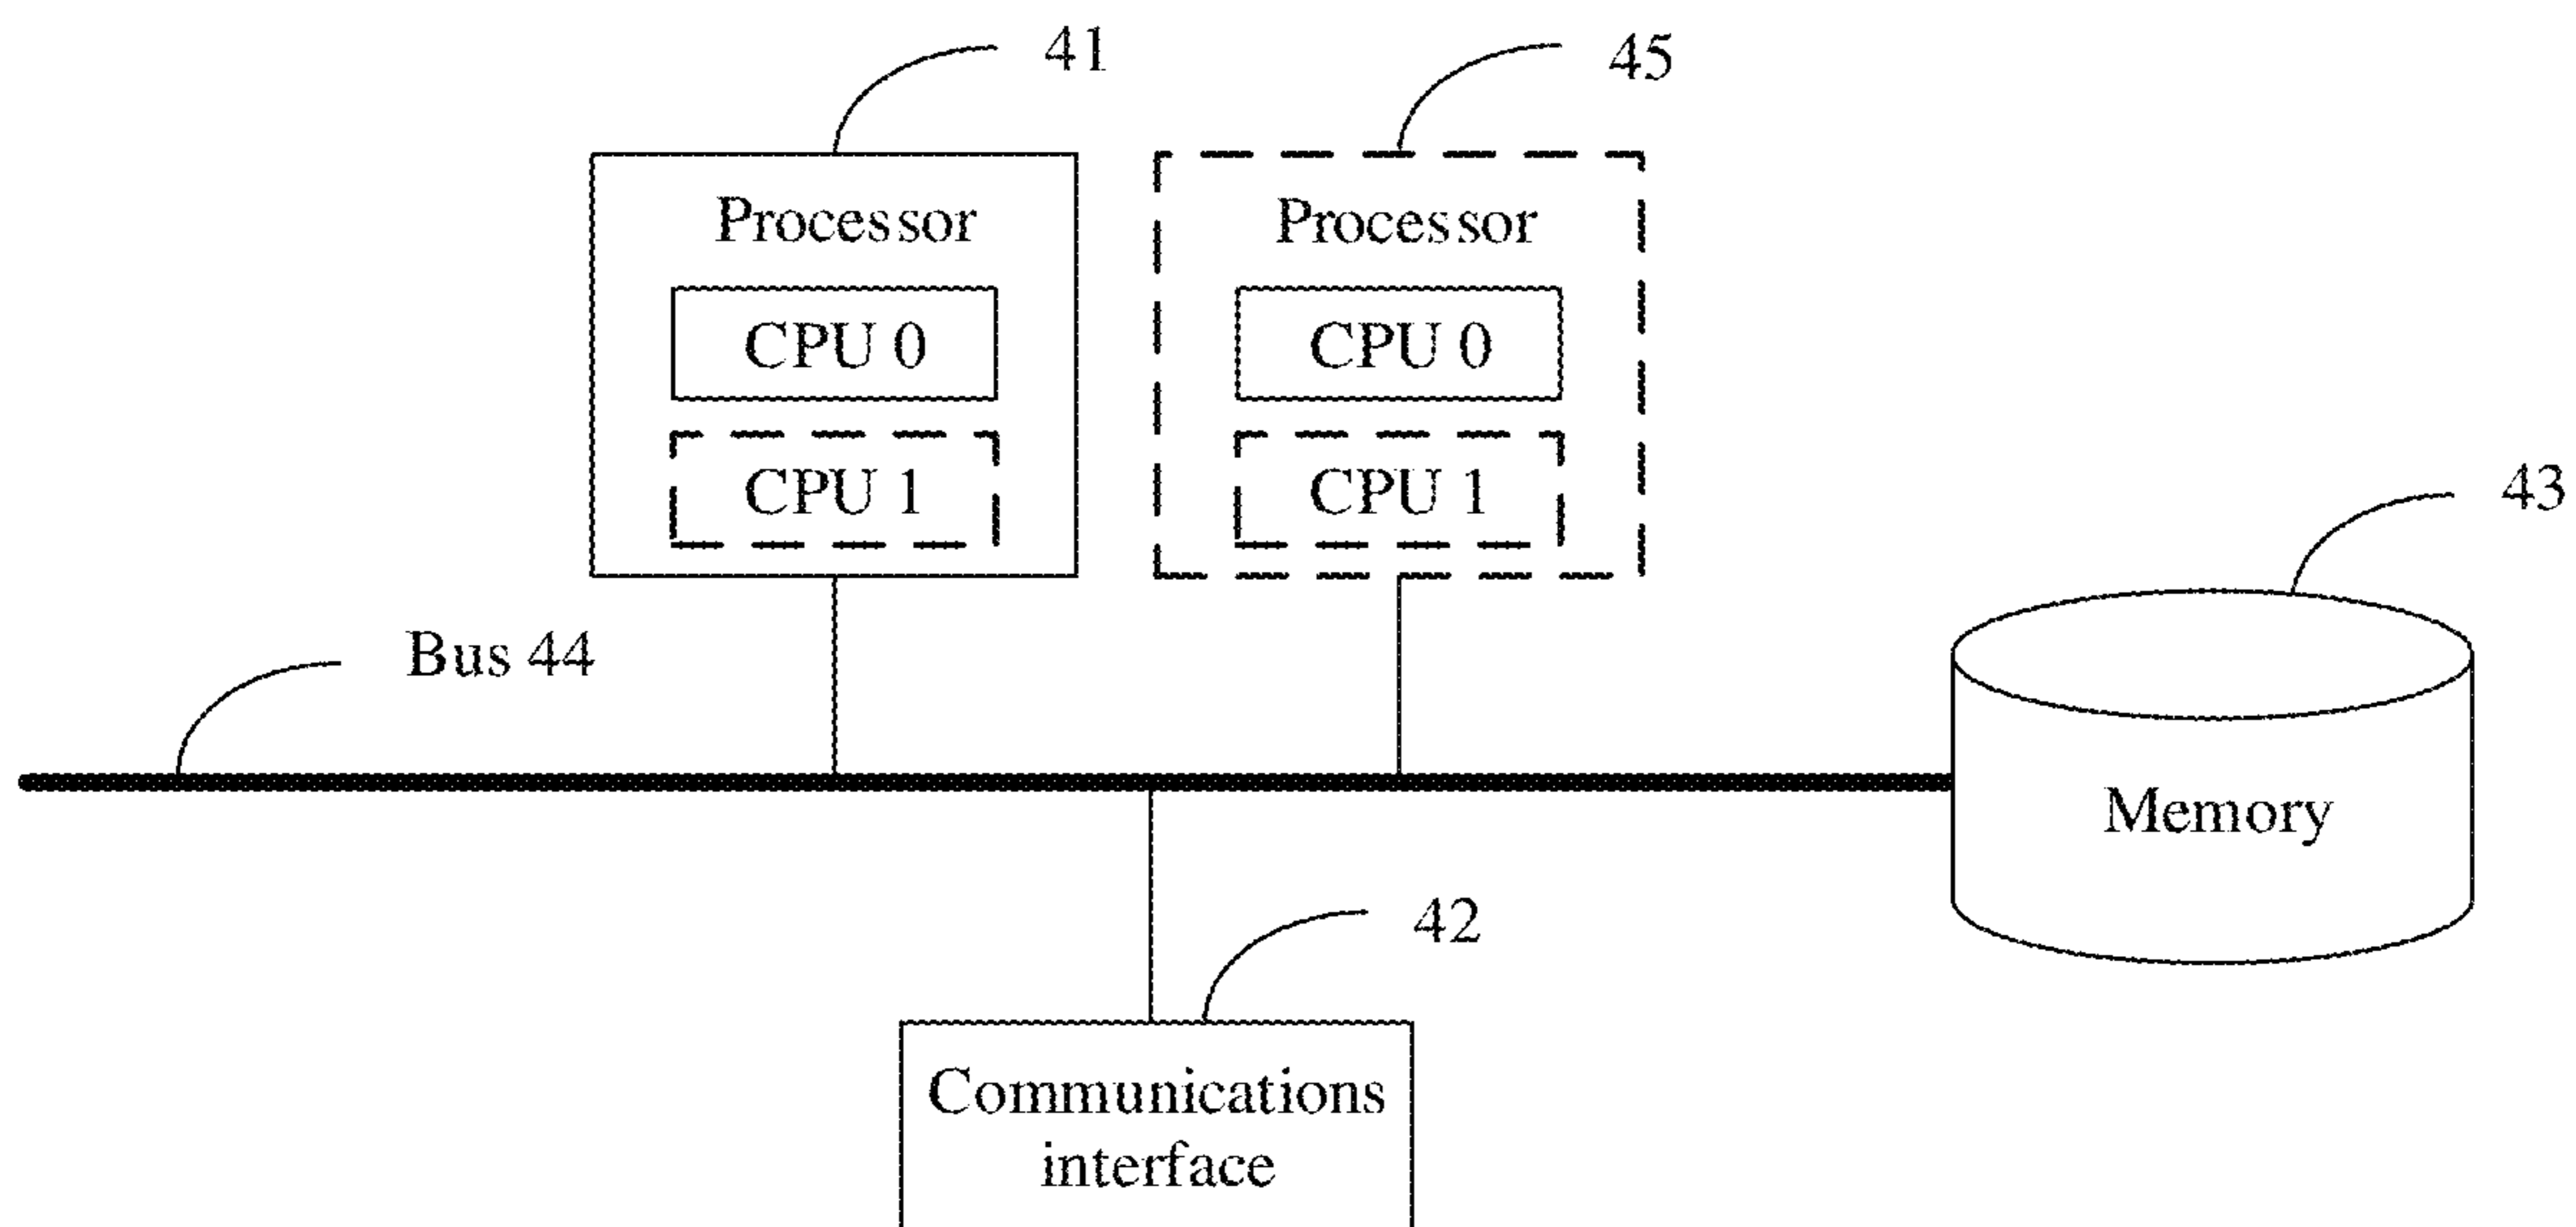 41
45
Processor
Processor
CPU 0
CPU 0
CPU 1
CPU 1
43
Bus 44
Memory
42
Communications
interface